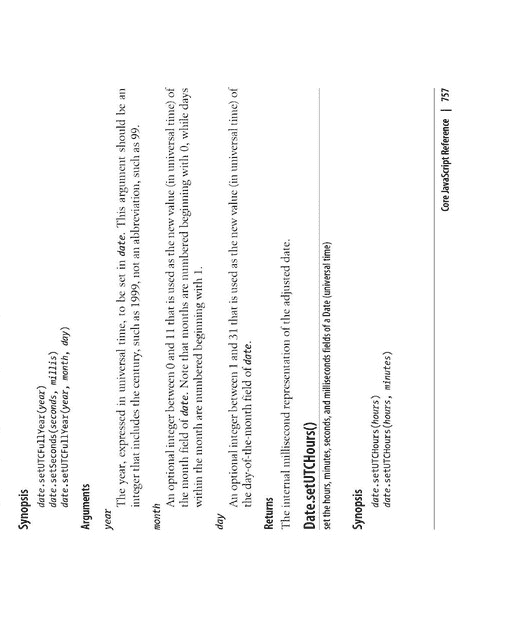 Synopsis
date.setUTCFullYear(year)
date.setSeconds(seconds, millis)
date.setUTCFullYear(year, month, day)
Arguments
year
The year, expressed in universal time, to be set in date. This argument should be an
integer that includes the century, such as 1999, not an abbreviation, such as 99.
month
An optional integer between 0 and 11 that is used as the new value (in universal time) of
the month field of date. Note that months are numbered beginning with 0, while days
within the month are numbered beginning with 1.
day
An optional integer between 1 and 31 that is used as the new value (in universal time) of
the day-of-the-month field of date.
Returns
The internal millisecond representation of the adjusted date.
Date.setUTCHours()
set the hours, minutes, seconds, and milliseconds fields of a Date (universal time)
Synopsis
date.setUTCHours(hours)
date.setUTCHours(hours, minutes)
Core JavaScript Reference | 757